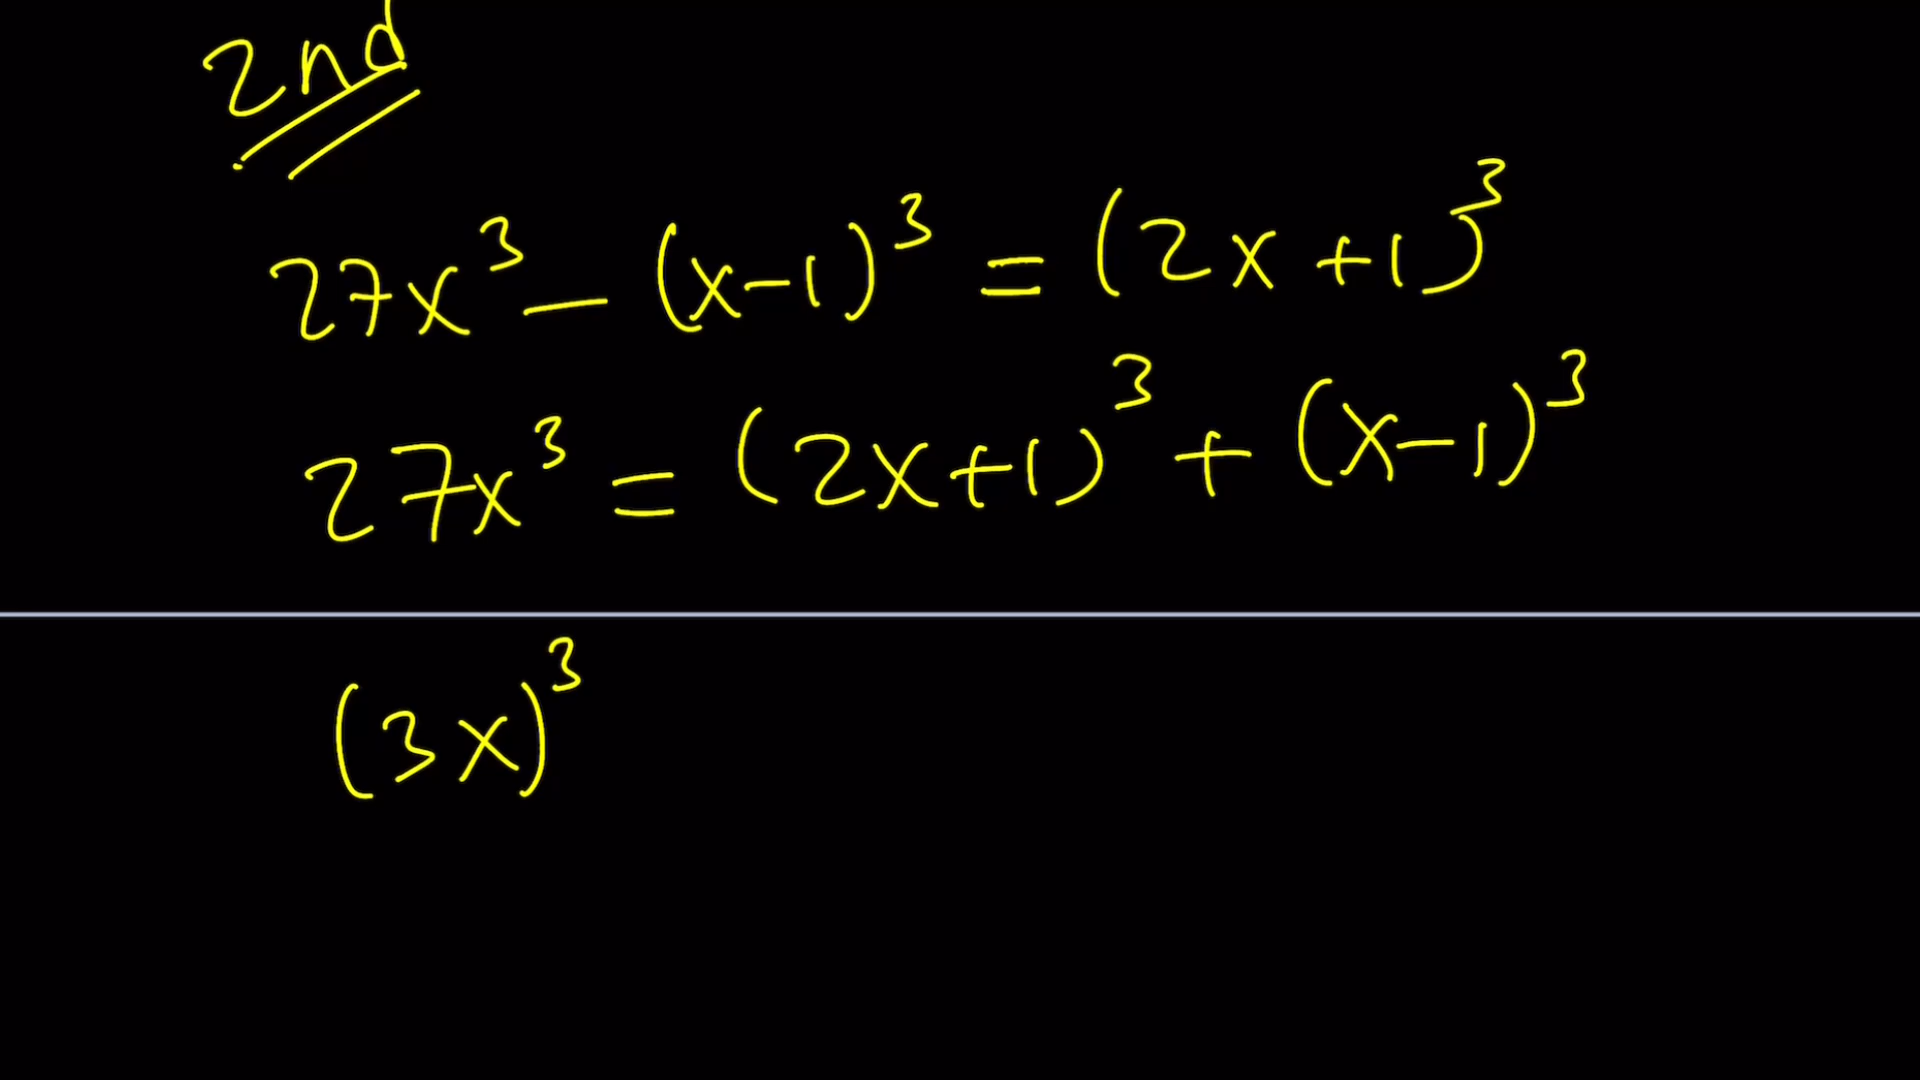 2nd
27x³ - (x-1)³ = (2x+1)³
27x³ = (2x+1)³ + (x-1)³
(3x)³